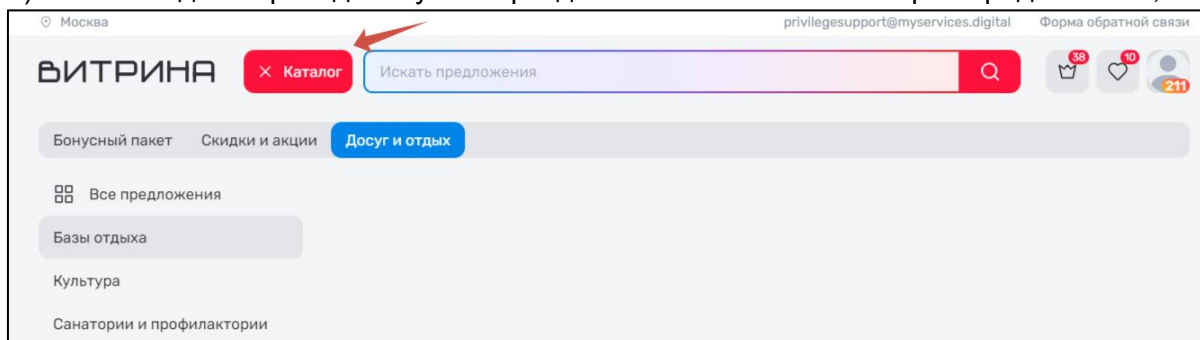 Москва privilegesupport@myservices.digital Форма обратной связи
ВИТРИНА Каталог Искать предложения 38 10 211
Бонусный пакет Скидки и акции Досуг и отдых
Все предложения
Базы отдыха
Культура
Санатории и профилактории